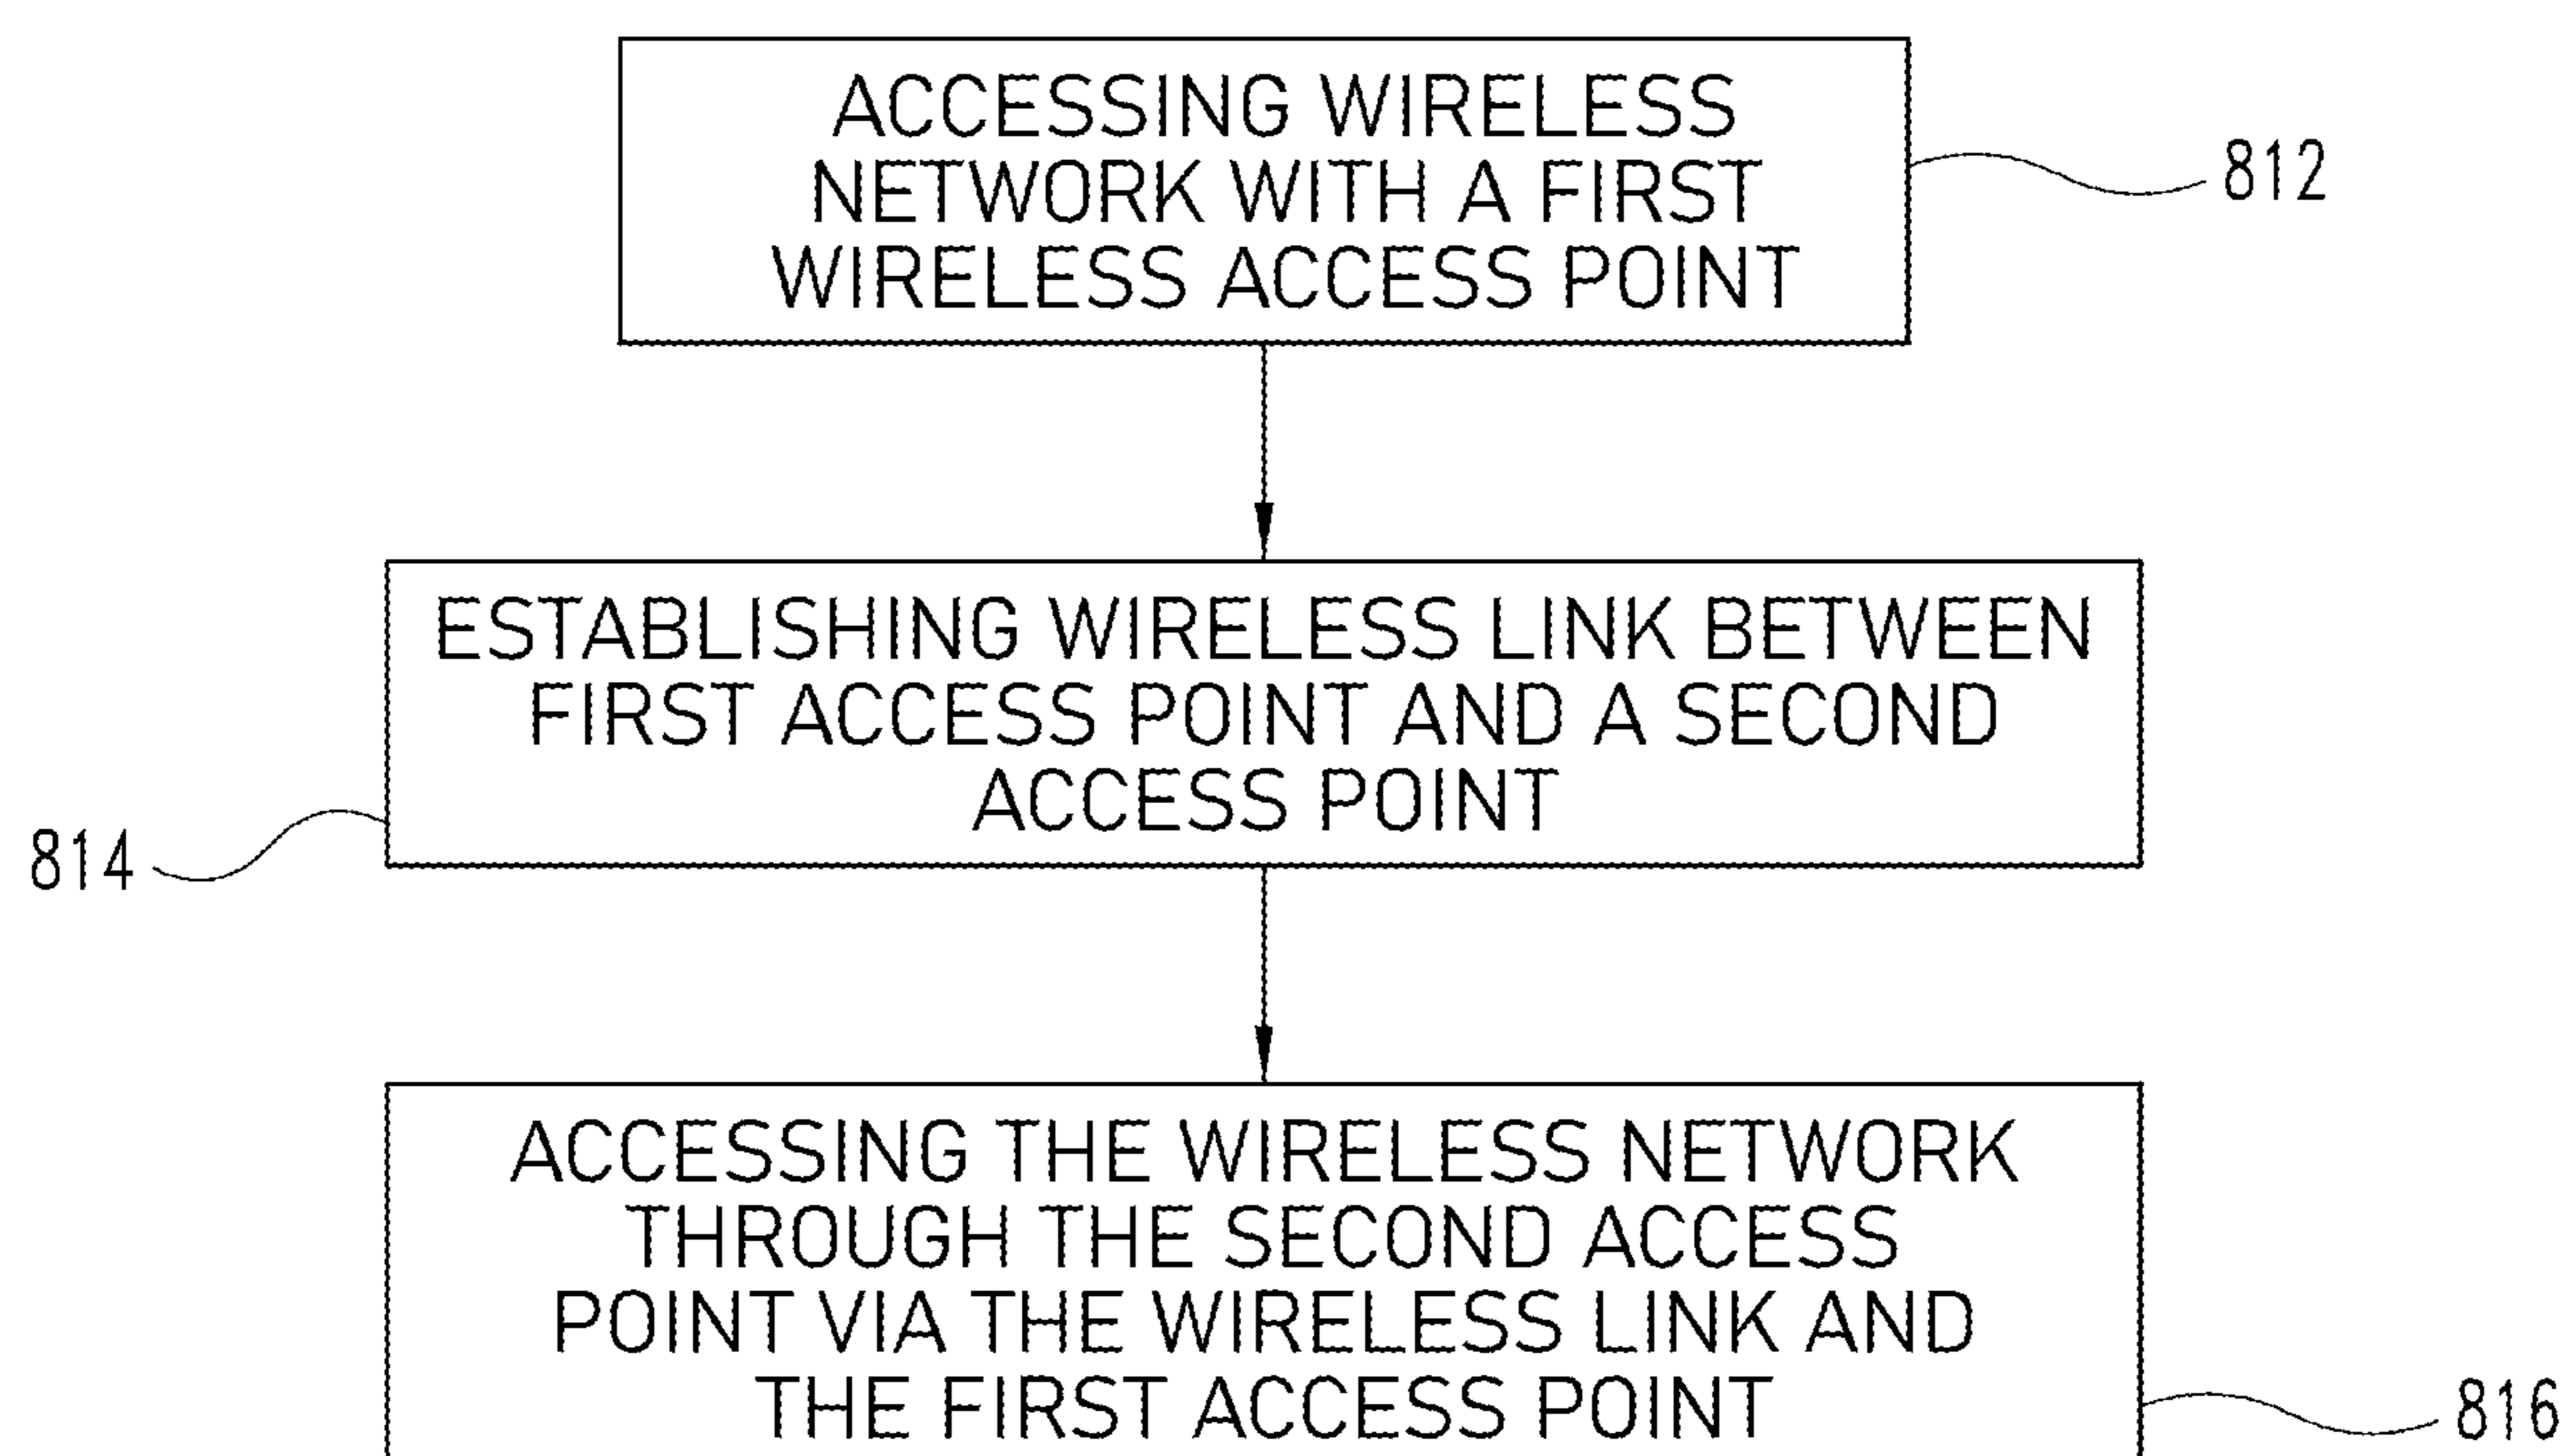 ACCESSING WIRELESS
NETWORK WITH A FIRST
WIRELESS ACCESS POINT
812
ESTABLISHING WIRELESS LINK BETWEEN
FIRST ACCESS POINT AND A SECOND
ACCESS POINT
814
ACCESSING THE WIRELESS NETWORK
THROUGH THE SECOND ACCESS
POINT VIA THE WIRELESS LINK AND
THE FIRST ACCESS POINT
816